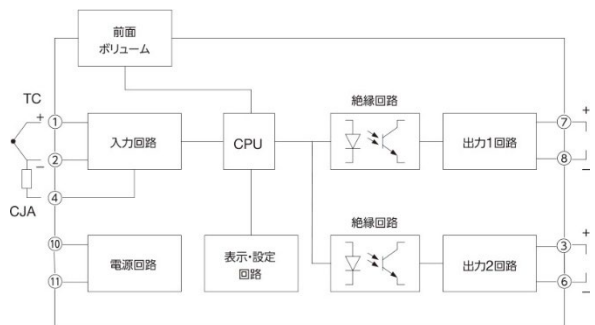 前面
ボリューム
TC
+
①
入力回路
CPU
絶縁回路
出力1回路
⑦
+
②
−
⑧
−
④
CJA
⑩
電源回路
⑪
表示・設定
回路
絶縁回路
出力2回路
③
+
⑥
−